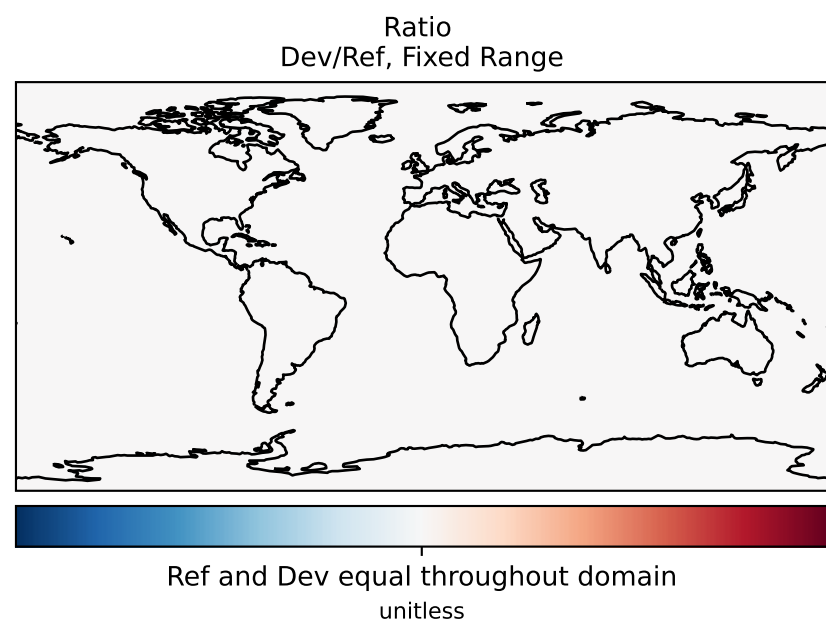 Ratio
Dev/Ref, Fixed Range
Ref and Dev equal throughout domain
unitless